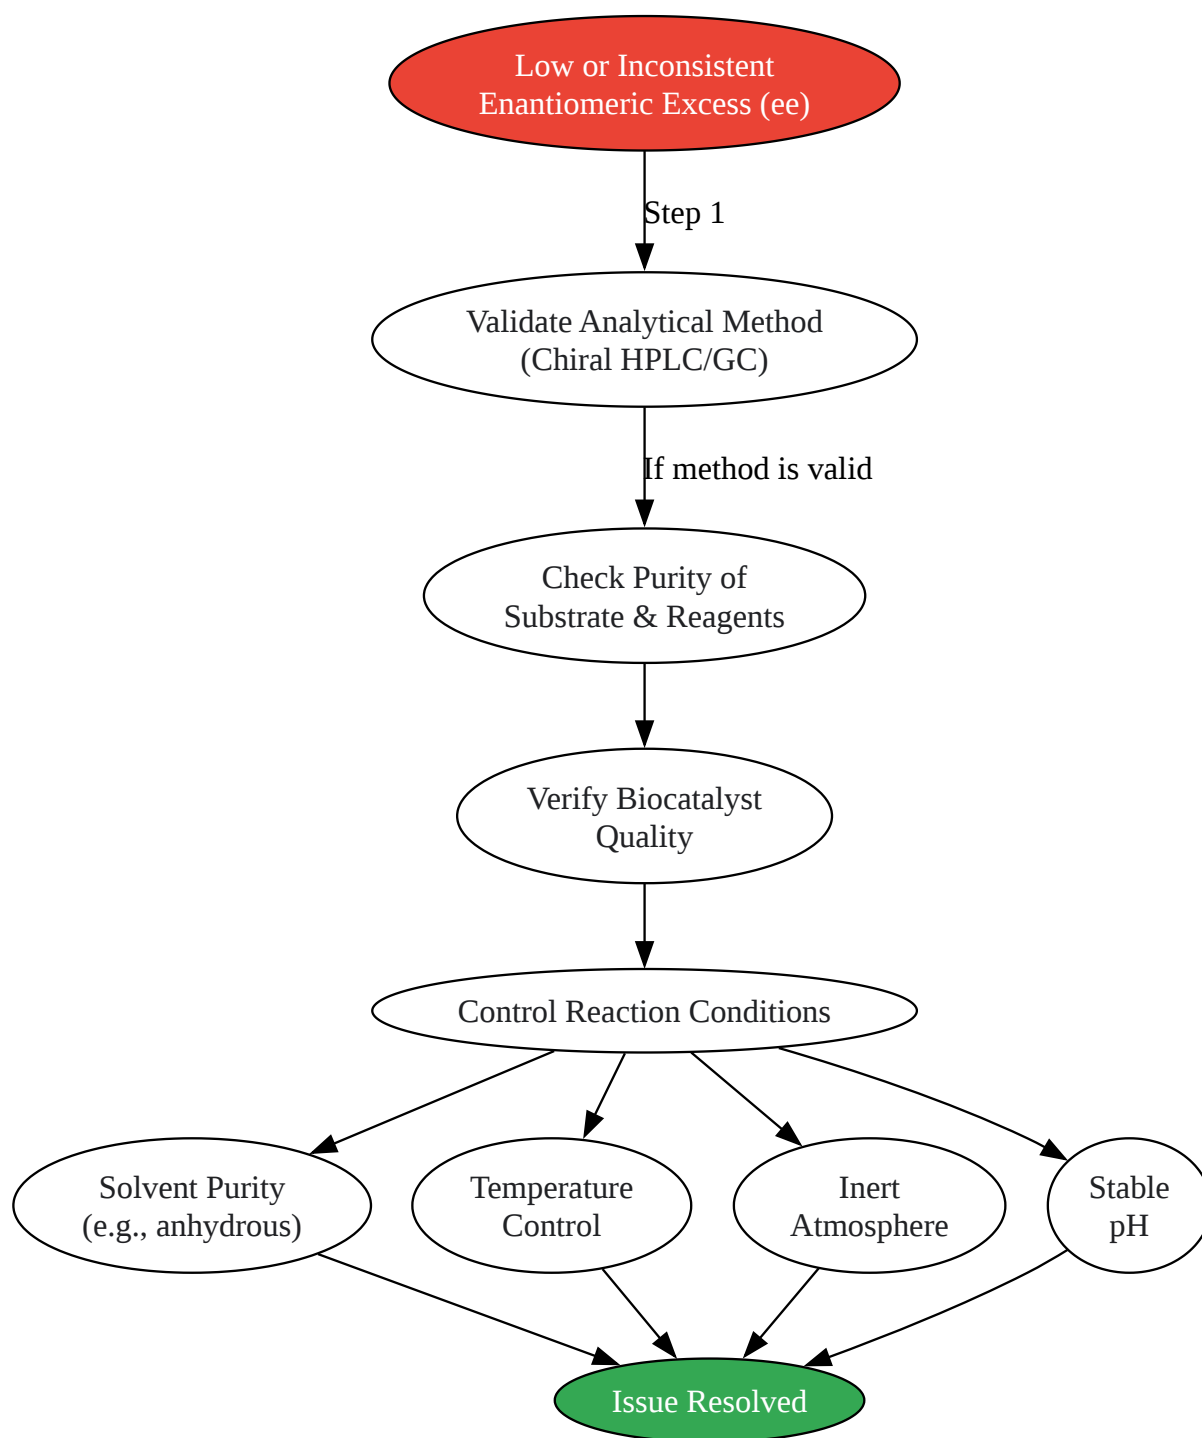 Low or Inconsistent
Enantiomeric Excess (ee)
Step 1
Validate Analytical Method
(Chiral HPLC/GC)
If method is valid
Check Purity of
Substrate & Reagents
Verify Biocatalyst
Quality
Control Reaction Conditions
Solvent Purity
(e.g., anhydrous)
Temperature
Control
Inert
Atmosphere
Stable
pH
Issue Resolved